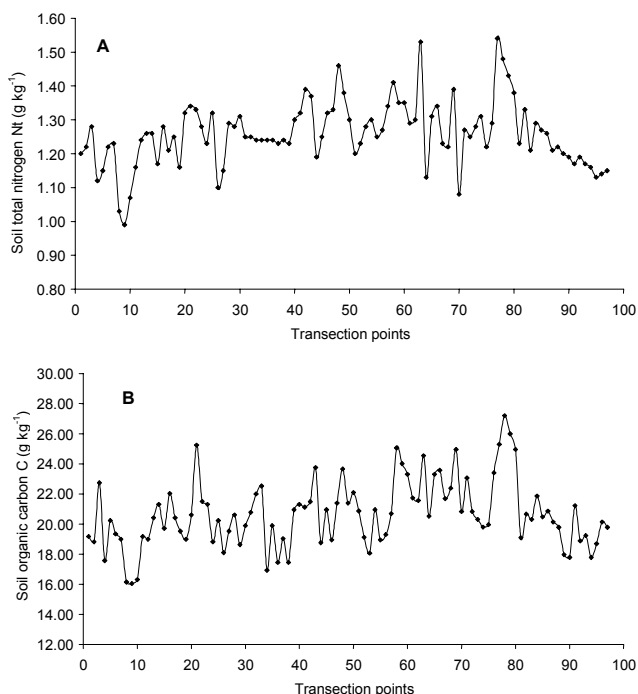 A
Soil total nitrogen Nt (g kg⁻¹)
1.60
1.50
1.40
1.30
1.20
1.10
1.00
0.90
0.80
0 10 20 30 40 50 60 70 80 90 100
Transection points
B
Soil organic carbon C (g kg⁻¹)
30.00
28.00
26.00
24.00
22.00
20.00
18.00
16.00
14.00
12.00
0 10 20 30 40 50 60 70 80 90 100
Transection points